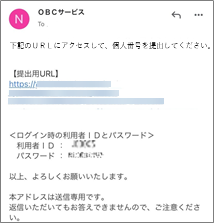 N
OBCサービス
To
下記のURLにアクセスして、個人番号を提出してください。
【提出用URL】
https://
＜ログイン時の利用者IDとパスワード＞
利用者ID ：
パスワード ：
以上、よろしくお願いいたします。
本アドレスは送信専用です。
返信いただいてもお答えできませんので、ご注意くださ
い。